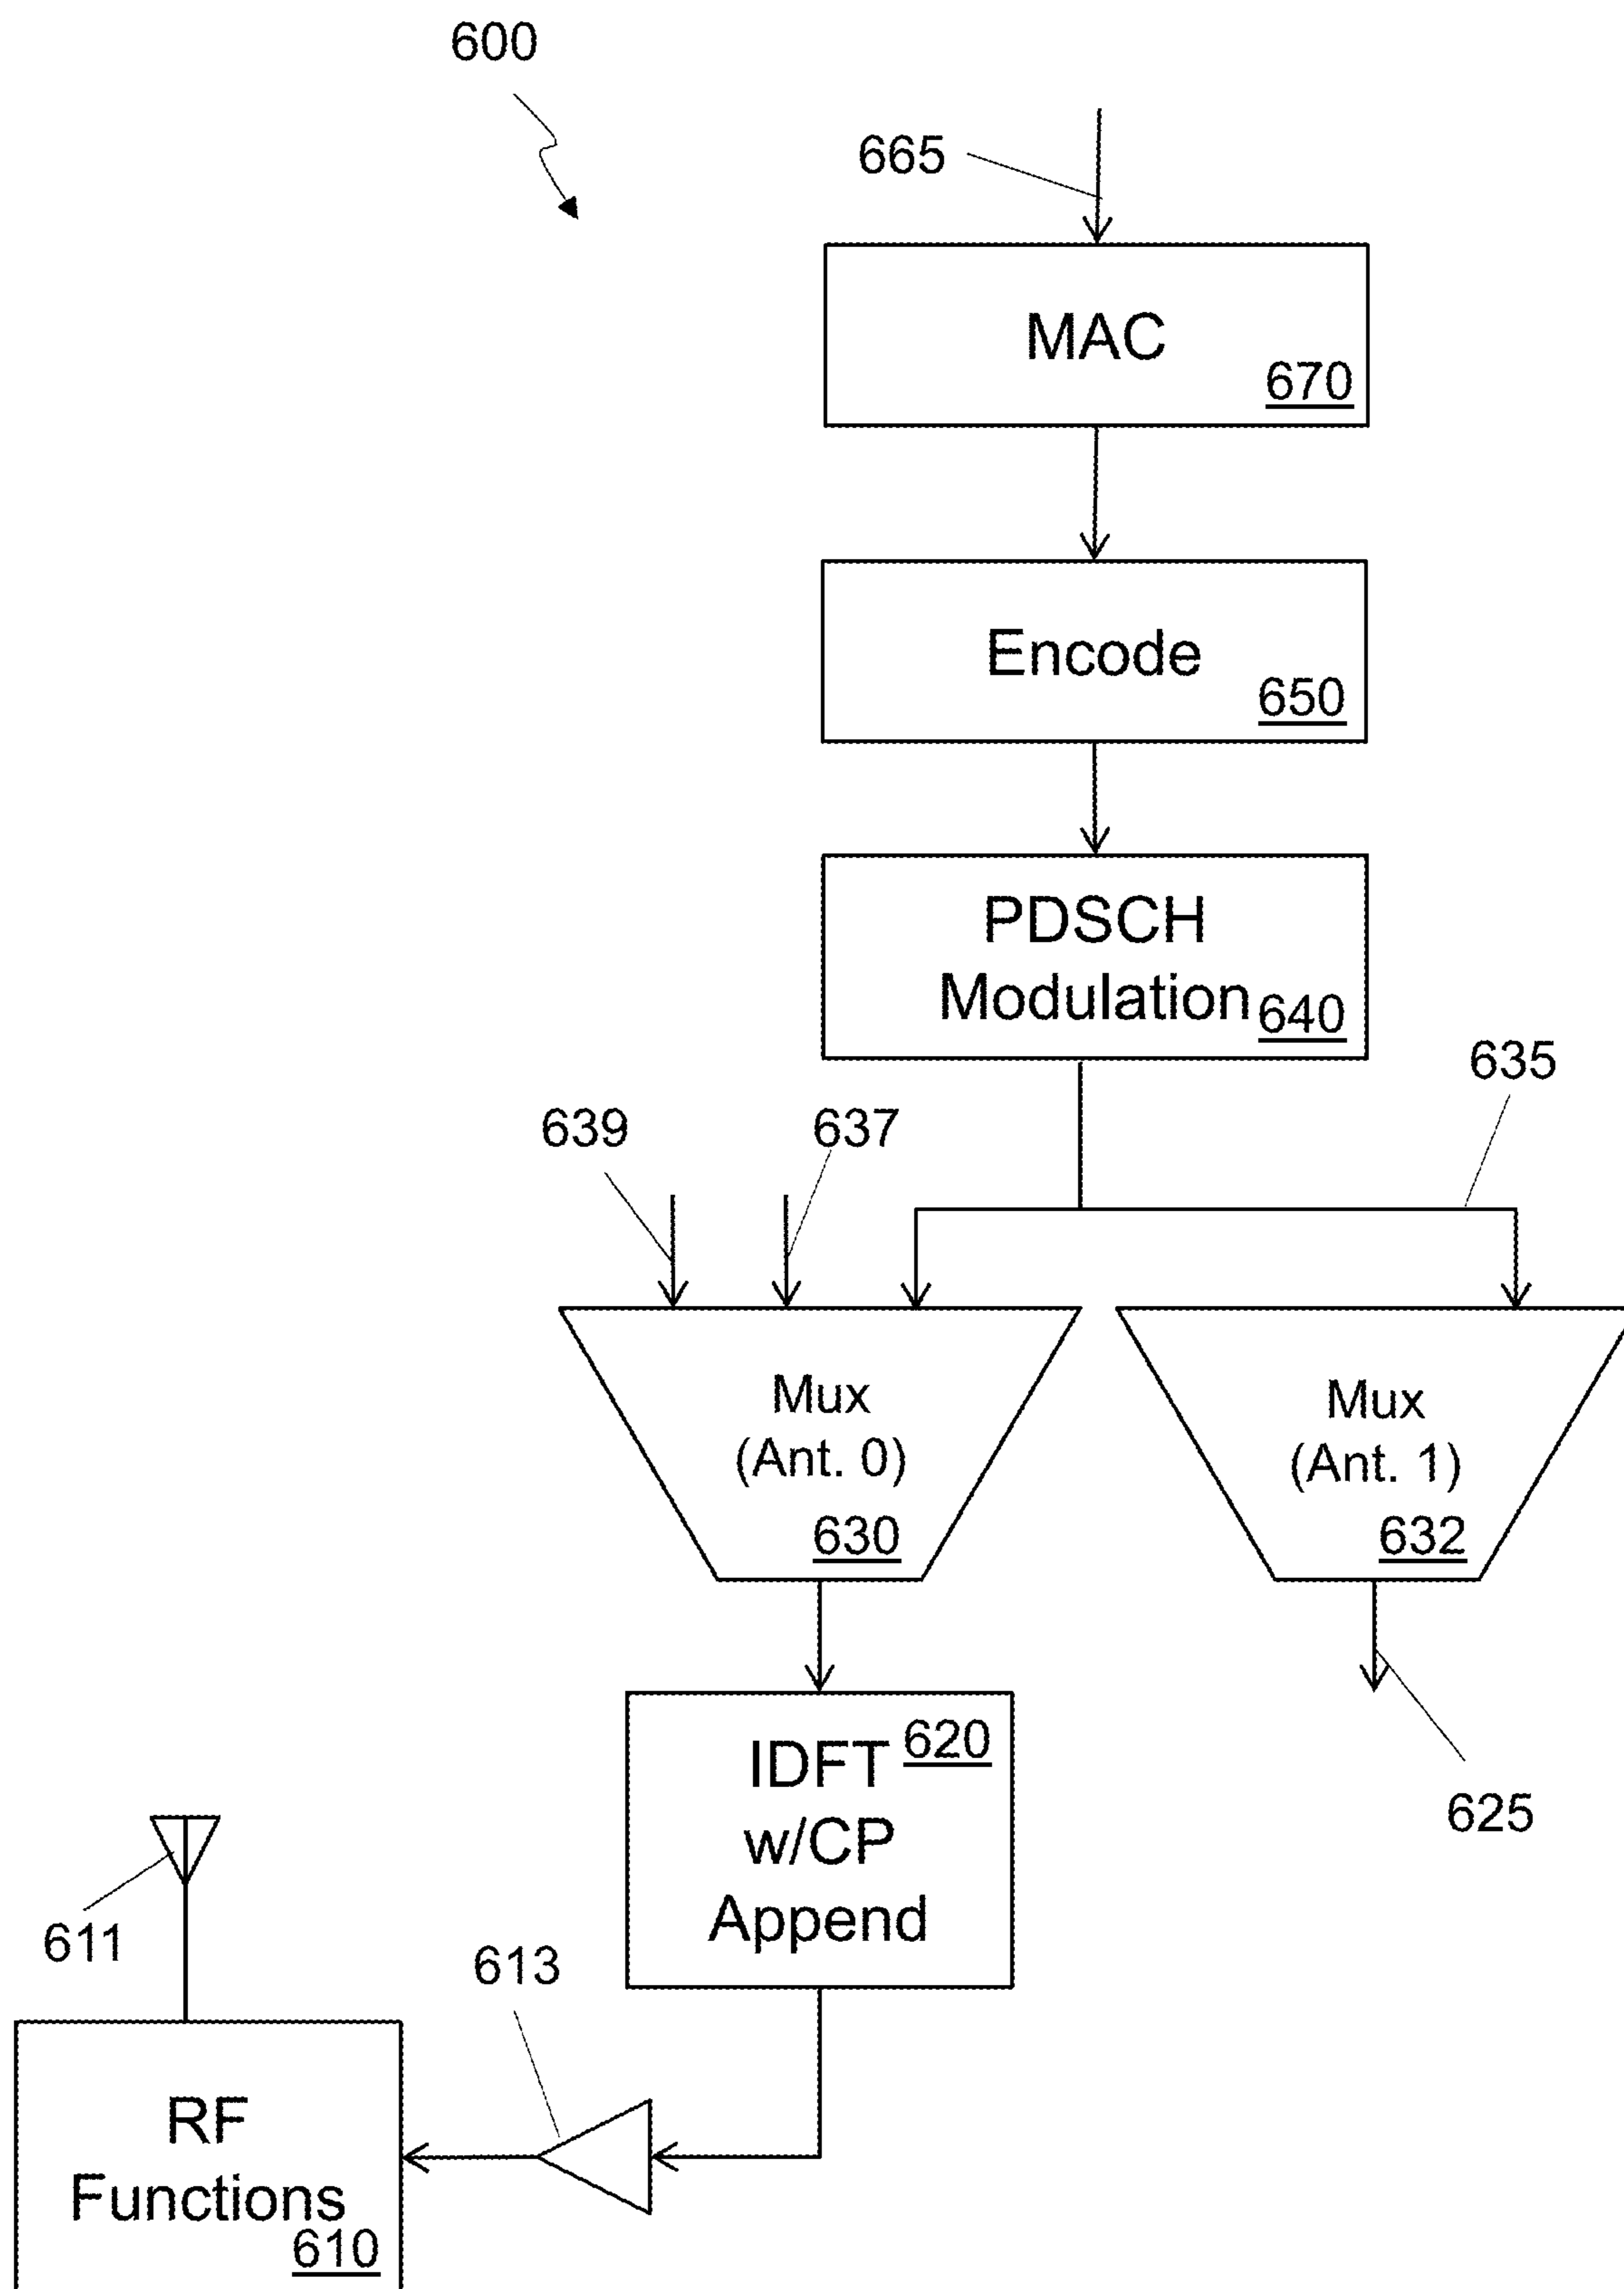 600
665
MAC
670
Encode
650
PDSCH
Modulation
640
635
639
637
Mux
(Ant. 0)
630
Mux
(Ant. 1)
632
620
IDFT
w/CP
Append
625
611
613
RF
Functions
610